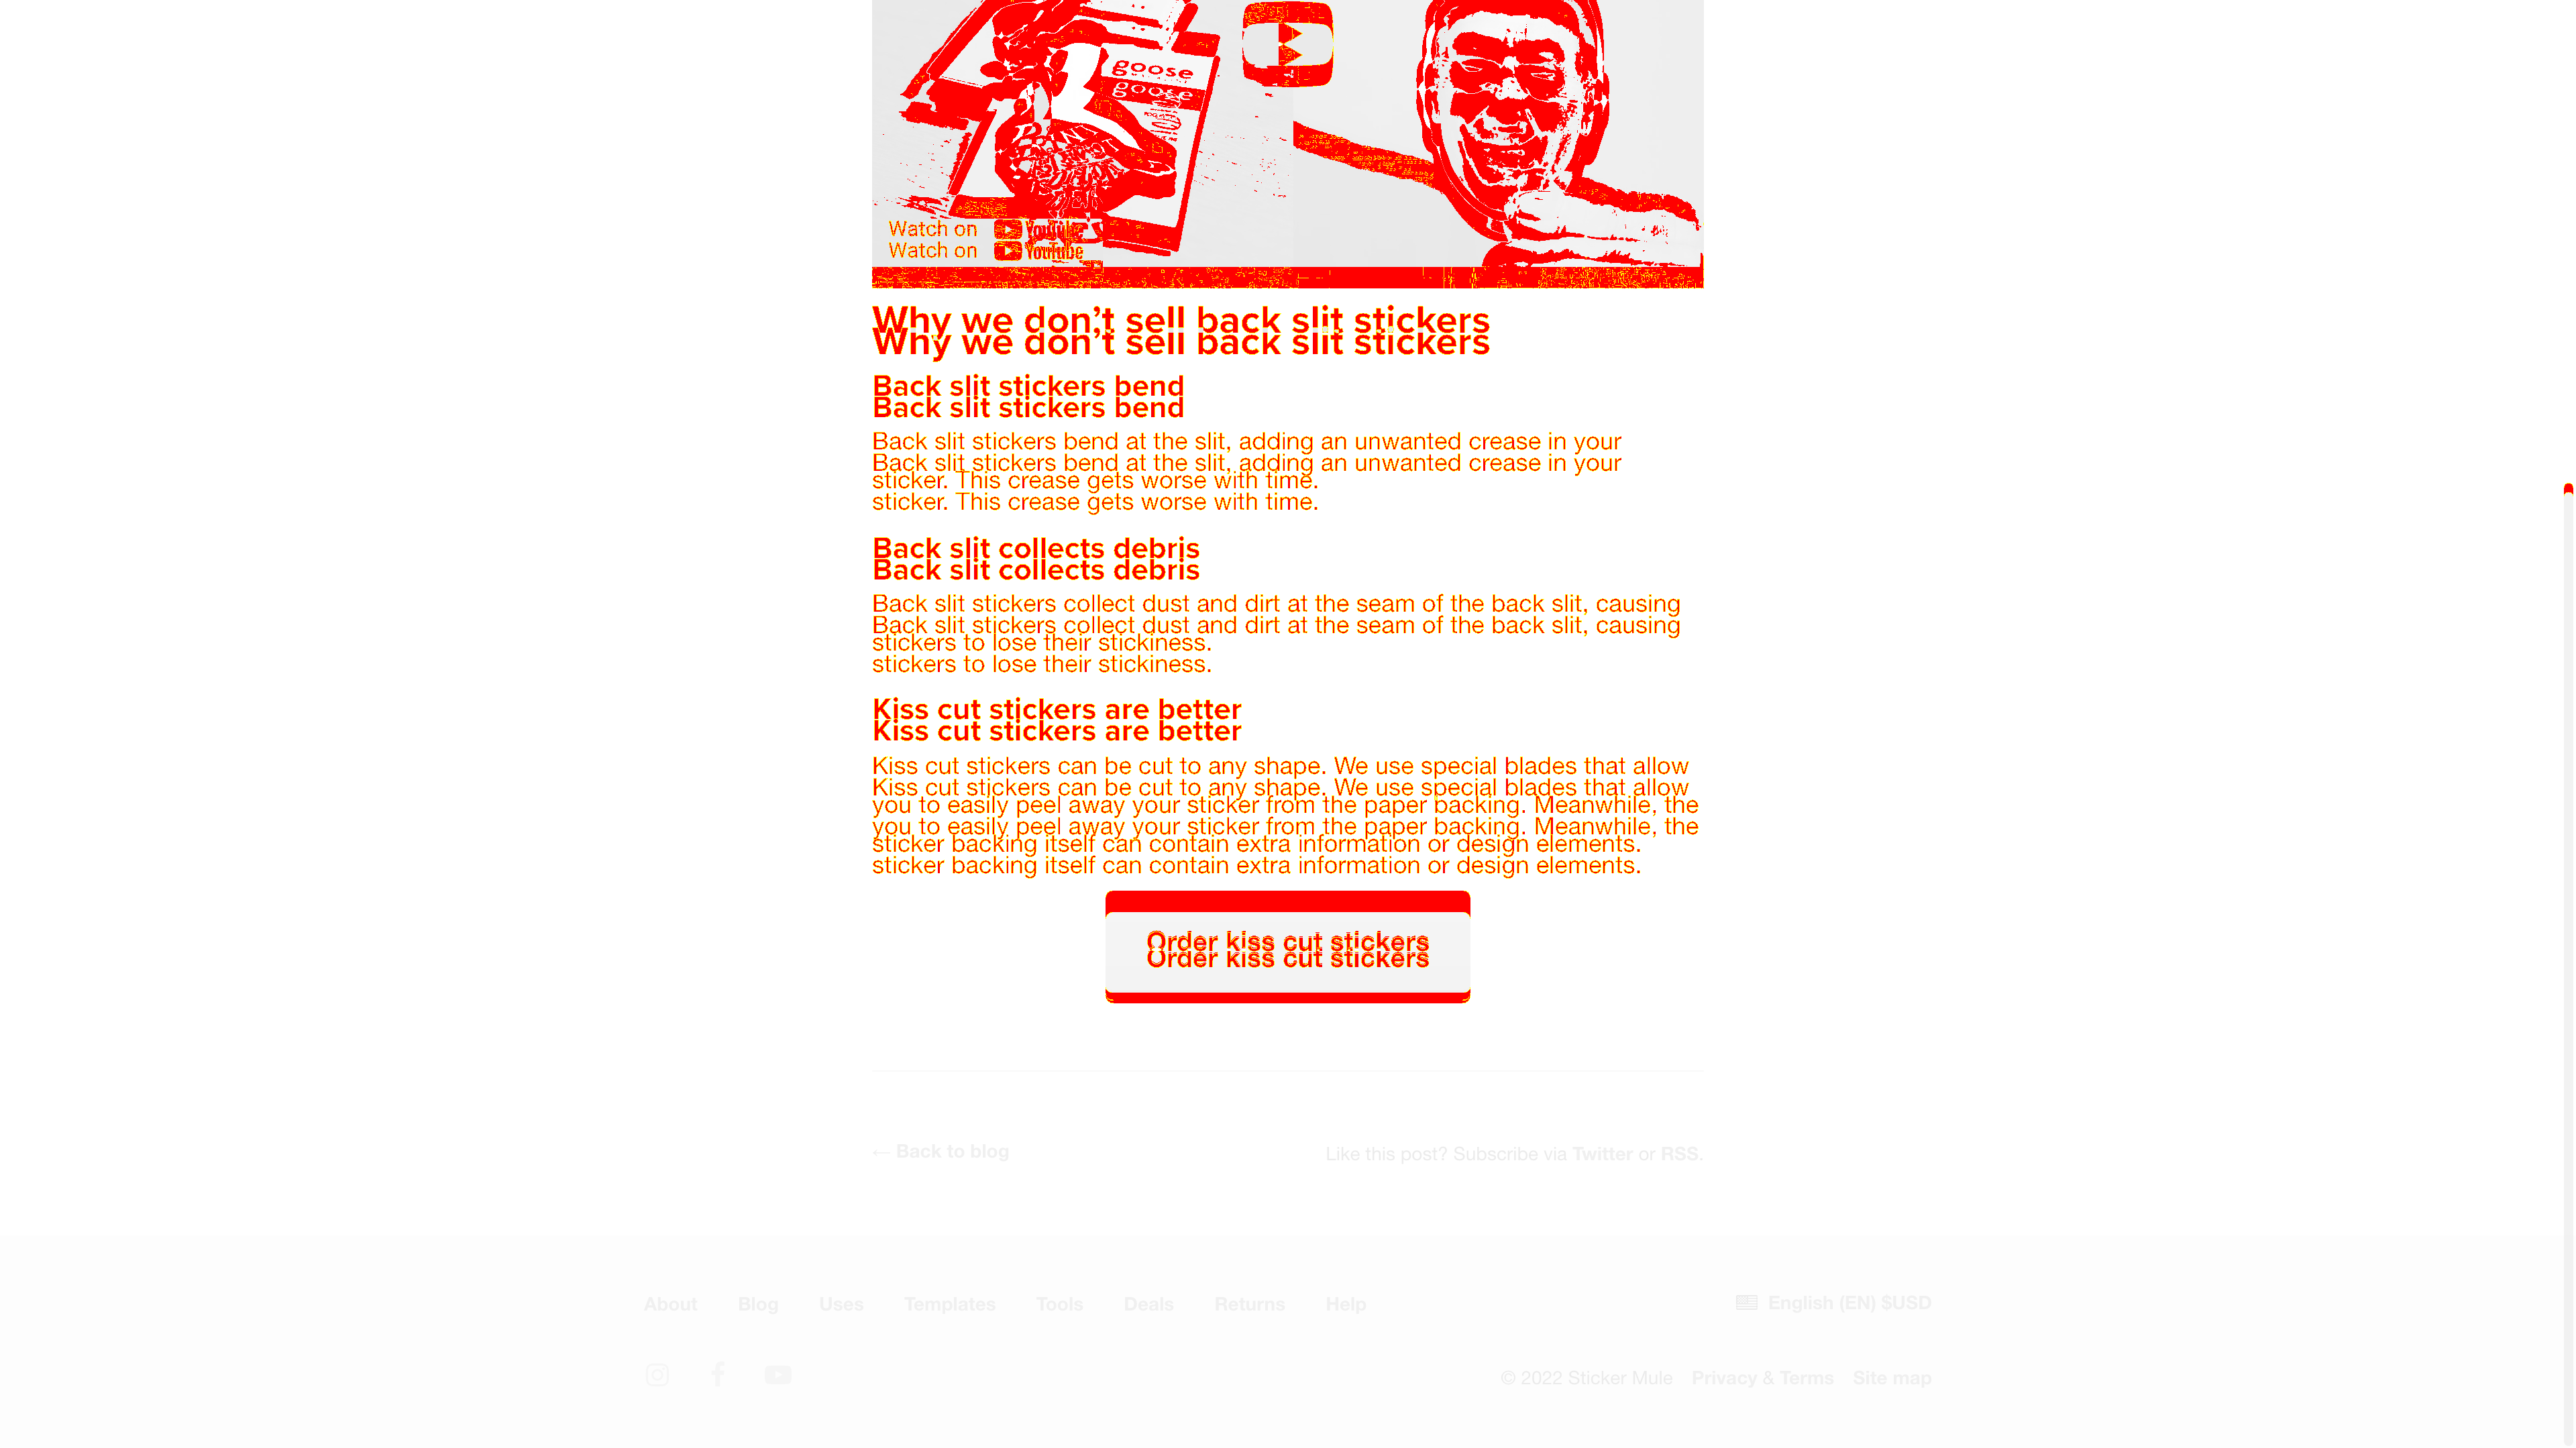 goose
goose
Watch on YouTube
Watch on YouTube
Why we don’t sell back slit stickers
Why we don’t sell back slit stickers
Back slit stickers bend
Back slit stickers bend
Back slit stickers bend at the slit, adding an unwanted crease in your
Back slit stickers bend at the slit, adding an unwanted crease in your
sticker. This crease gets worse with time.
sticker. This crease gets worse with time.
Back slit collects debris
Back slit collects debris
Back slit stickers collect dust and dirt at the seam of the back slit, causing
Back slit stickers collect dust and dirt at the seam of the back slit, causing
stickers to lose their stickiness.
stickers to lose their stickiness.
Kiss cut stickers are better
Kiss cut stickers are better
Kiss cut stickers can be cut to any shape. We use special blades that allow
Kiss cut stickers can be cut to any shape. We use special blades that allow
you to easily peel away your sticker from the paper backing. Meanwhile, the
you to easily peel away your sticker from the paper backing. Meanwhile, the
sticker backing itself can contain extra information or design elements.
sticker backing itself can contain extra information or design elements.
Order kiss cut stickers
Order kiss cut stickers
← Back to blog
Like this post? Subscribe via Twitter or RSS.
About Blog Uses Templates Tools Deals Returns Help
English (EN) $USD
© 2022 Sticker Mule Privacy & Terms Site map